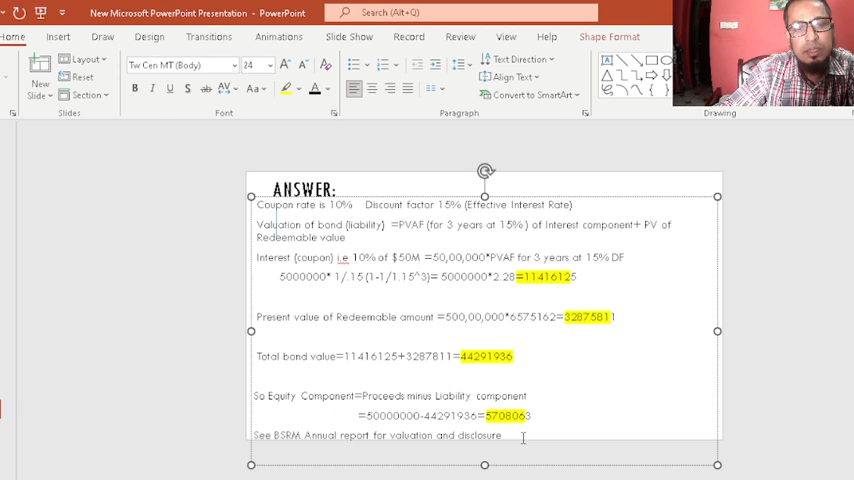 New Microsoft PowerPoint Presentation - PowerPoint
Search (Alt+Q)
Home Insert Draw Design Transitions Animations Slide Show Record Review View Help Shape Format
New Slide
Layout
Reset
Section
Tw Cen MT (Body) 24
Text Direction
Align Text
Convert to SmartArt
Slides Font Paragraph Drawing
ANSWER:
Coupon rate is 10% Discount factor 15% (Effective Interest Rate)
Valuation of bond (liability) =PVAF (for 3 years at 15% ) of Interest component+ PV of
Redeemable value
Interest (coupon) i.e 10% of $50M =50,00,000*PVAF for 3 years at 15% DF
5000000* 1/.15 (1-1/1.15^3)= 5000000*2.28=11416125
Present value of Redeemable amount =500,00,000*6575162=32875811
Total bond value=11416125+3287811=44291936
So Equity Component=Proceeds minus Liability component
=50000000-44291936=5708063
See BSRM Annual report for valuation and disclosure